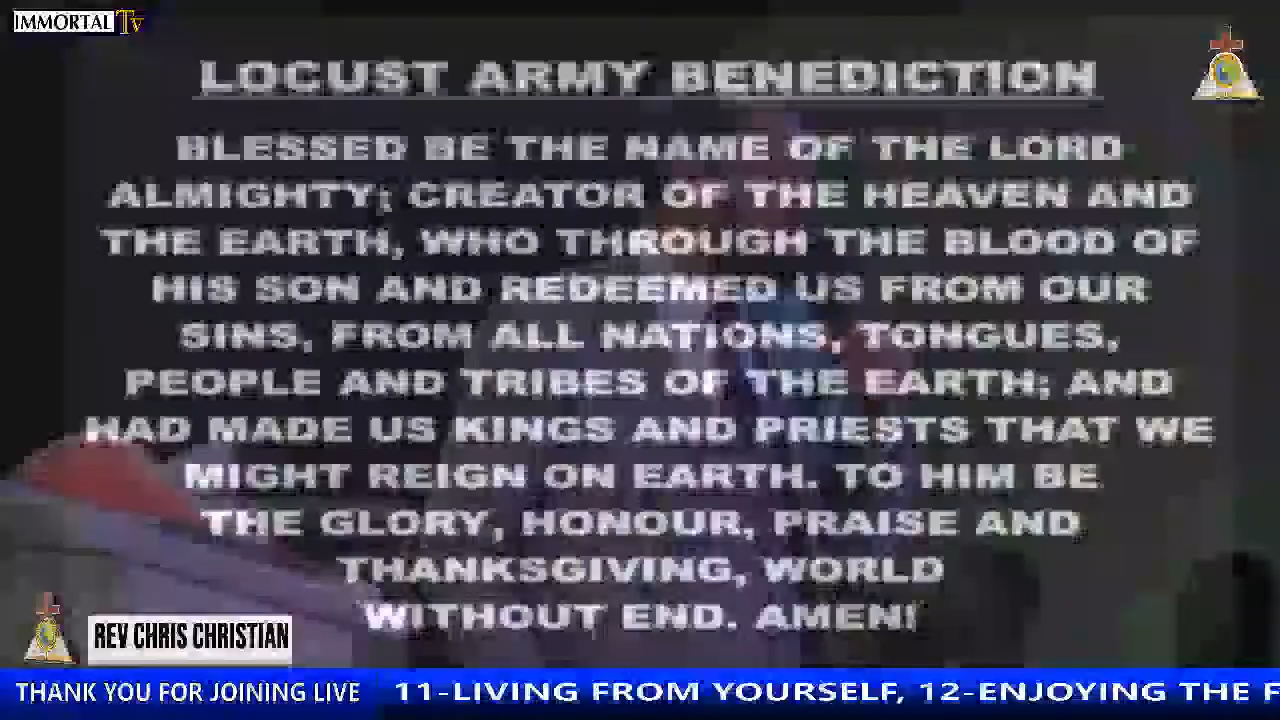 IMMORTAL Tv
LOCUST ARMY BENEDICTION
BLESSED BE THE NAME OF THE LORD
ALMIGHTY; CREATOR OF THE HEAVEN AND
THE EARTH, WHO THROUGH THE BLOOD OF
HIS SON AND REDEEMED US FROM OUR
SINS, FROM ALL NATIONS, TONGUES,
PEOPLE AND TRIBES OF THE EARTH; AND
HAD MADE US KINGS AND PRIESTS THAT WE
MIGHT REIGN ON EARTH. TO HIM BE
THE GLORY, HONOUR, PRAISE AND
THANKSGIVING, WORLD
WITHOUT END. AMEN!
REV CHRIS CHRISTIAN
THANK YOU FOR JOINING LIVE
11-LIVING FROM YOURSELF, 12-ENJOYING THE F